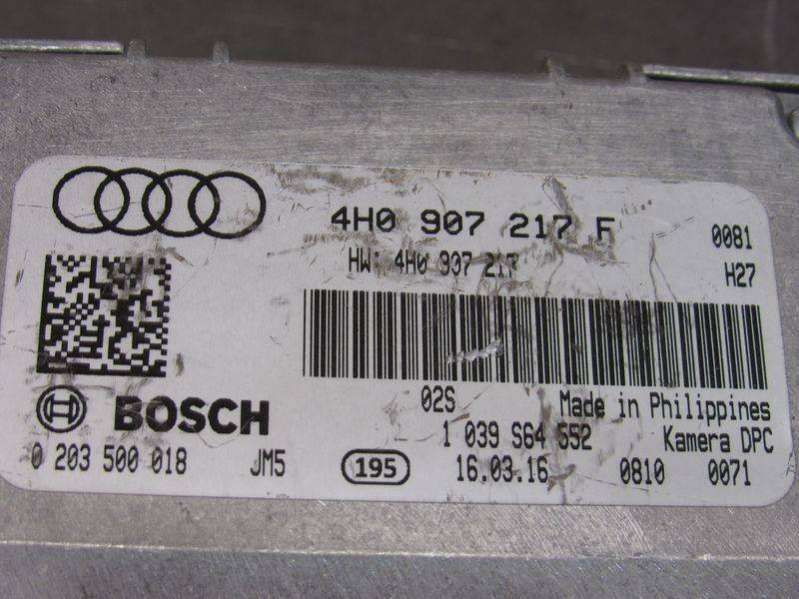 4H0 907 217 F 0081
HW: 4H0 907 217 H27
02S Made in Philippines
BOSCH 1 039 S64 552 Kamera DPC
0 203 500 018 JM5 195 16.03.16 0810 0071